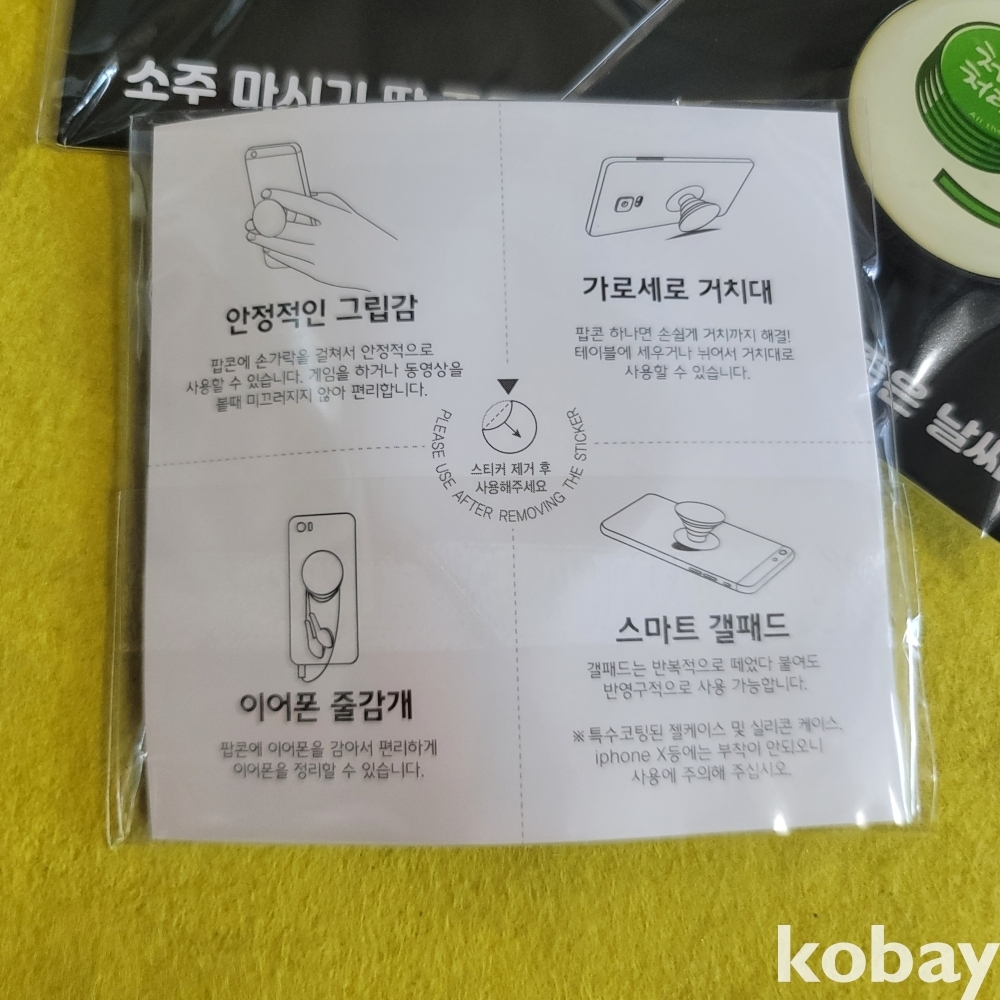 소주 마시기 딱
안정적인 그립감
팝콘에 손가락을 걸쳐서 안정적으로
사용할 수 있습니다. 게임을 하거나 동영상을
볼때 미끄러지지 않아 편리합니다.
가로세로 거치대
팝콘 하나면 손쉽게 거치까지 해결!
테이블에 세우거나 뉘어서 거치대로
사용할 수 있습니다.
스티커 제거 후
사용해주세요
PLEASE USE AFTER REMOVING THE STICKER
이어폰 줄감개
팝콘에 이어폰을 감아서 편리하게
이어폰을 정리할 수 있습니다.
스마트 갤패드
갤패드는 반복적으로 떼었다 붙여도
반영구적으로 사용 가능합니다.
※특수코팅된 젤케이스 및 실리콘 케이스.
iphone X등에는 부착이 안되오니
사용에 주의해 주십시오.
날씨
kobay